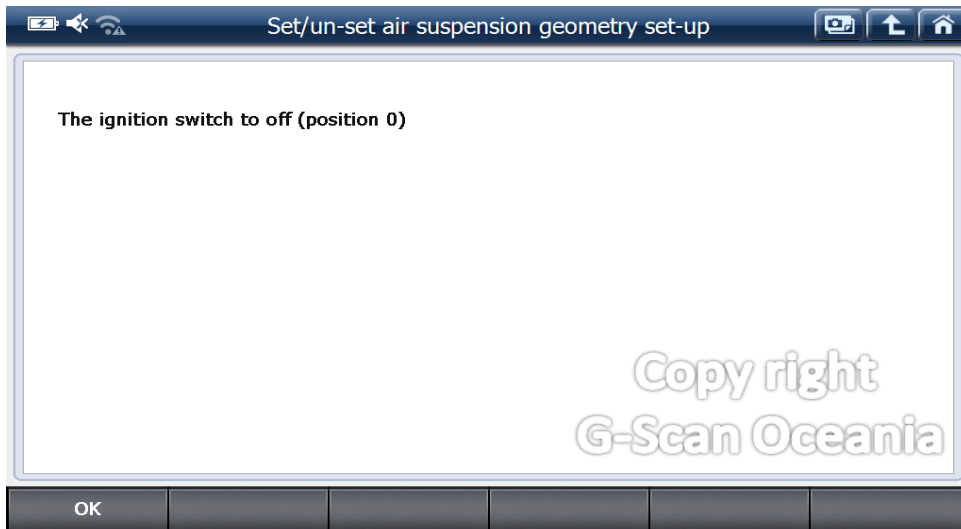 Set/un-set air suspension geometry set-up
The ignition switch to off (position 0)
Copy right
G-Scan Oceania
OK